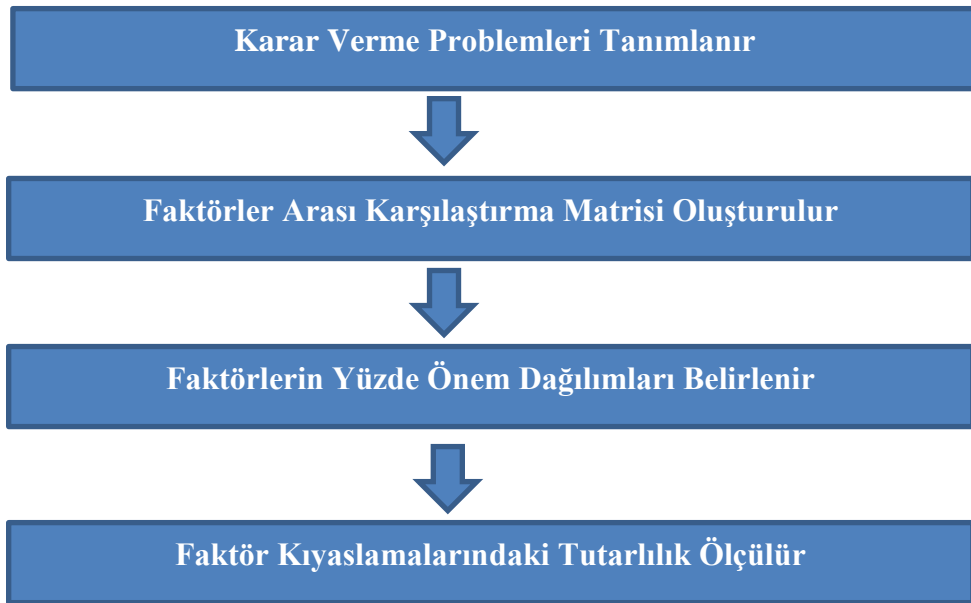 Karar Verme Problemleri Tanımlanır
Faktörler Arası Karşılaştırma Matrisi Oluşturulur
Faktörlerin Yüzde Önem Dağılımları Belirlenir
Faktör Kıyaslamalarındaki Tutarlılık Ölçülür